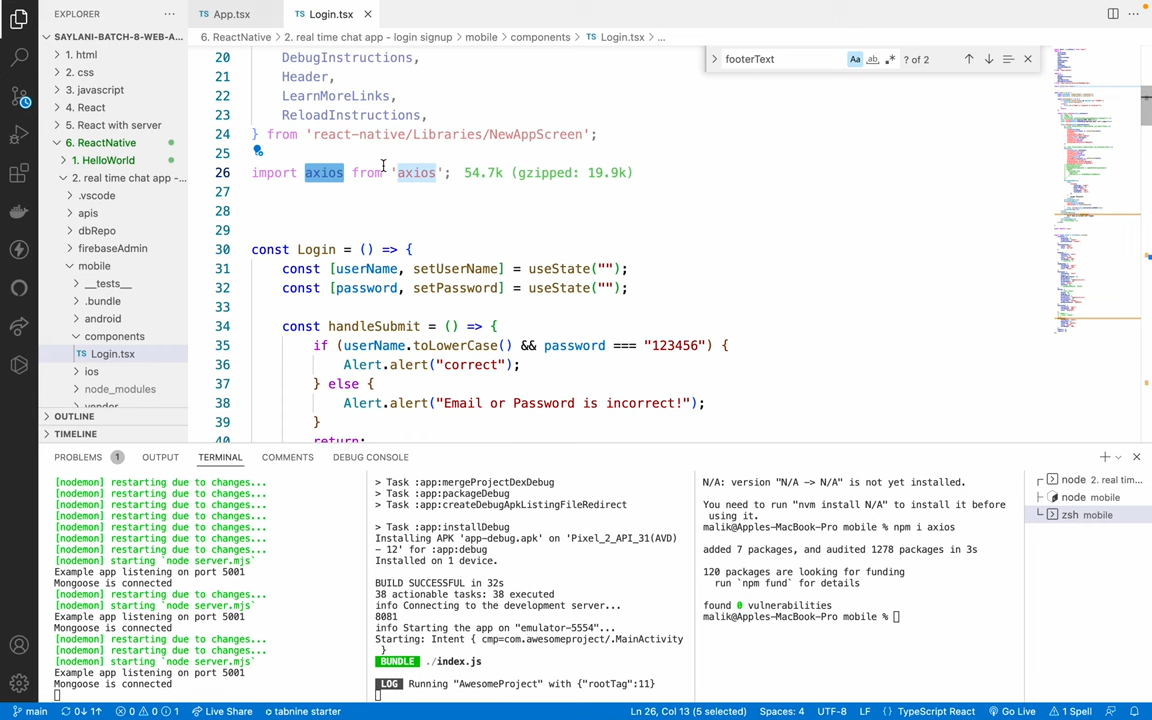 EXPLORER
SAYLANI-BATCH-8-WEB-A...
1. html
2. css
3. javascript
4. React
5. React with server
6. ReactNative
1. HelloWorld
2. real time chat app - ...
.vscode
apis
dbRepo
firebaseAdmin
mobile
__tests__
.bundle
android
components
Login.tsx
ios
node_modules
OUTLINE
TIMELINE
App.tsx
Login.tsx
6. ReactNative > 2. real time chat app - login signup > mobile > components > Login.tsx > ...
footerText
Aa
ab
? of 2
20 DebugInstructions,
21 Header,
22 LearnMoreLinks,
23 ReloadInstructions,
24 } from 'react-native/Libraries/NewAppScreen';
25
26 import axios from 'axios'; 54.7k (gzipped: 19.9k)
27
28
29
30 const Login = () => {
31 const [userName, setUserName] = useState("");
32 const [password, setPassword] = useState("");
33
34 const handleSubmit = () => {
35 if (userName.toLowerCase() && password === "123456") {
36 Alert.alert("correct");
37 } else {
38 Alert.alert("Email or Password is incorrect!");
39 }
40 return;
PROBLEMS 1 OUTPUT TERMINAL COMMENTS DEBUG CONSOLE
[nodemon] restarting due to changes...
[nodemon] restarting due to changes...
[nodemon] restarting due to changes...
[nodemon] restarting due to changes...
[nodemon] restarting due to changes...
[nodemon] restarting due to changes...
[nodemon] restarting due to changes...
[nodemon] starting `node server.mjs`
Example app listening on port 5001
Mongoose is connected
[nodemon] restarting due to changes...
[nodemon] starting `node server.mjs`
Example app listening on port 5001
Mongoose is connected
[nodemon] restarting due to changes...
[nodemon] restarting due to changes...
[nodemon] starting `node server.mjs`
Example app listening on port 5001
Mongoose is connected
> Task :app:mergeProjectDexDebug
> Task :app:packageDebug
> Task :app:createDebugApkListingFileRedirect
> Task :app:installDebug
Installing APK 'app-debug.apk' on 'Pixel_2_API_31(AVD)
- 12' for :app:debug
Installed on 1 device.
BUILD SUCCESSFUL in 32s
38 actionable tasks: 38 executed
info Connecting to the development server...
8081
info Starting the app on "emulator-5554"...
Starting: Intent { cmp=com.awesomeproject/.MainActivity
}
BUNDLE ./index.js
LOG Running "AwesomeProject" with {"rootTag":11}
N/A: version "N/A -> N/A" is not yet installed.
You need to run "nvm install N/A" to install it before
using it.
malik@Apples-MacBook-Pro mobile % npm i axios
added 7 packages, and audited 1278 packages in 3s
120 packages are looking for funding
run `npm fund` for details
found 0 vulnerabilities
malik@Apples-MacBook-Pro mobile %
node 2. real tim...
node mobile
zsh mobile
main 0↓ 1↑ 0 0 1 Live Share tabnine starter Ln 26, Col 13 (5 selected) Spaces: 4 UTF-8 LF {} TypeScript React Go Live 1 Spell